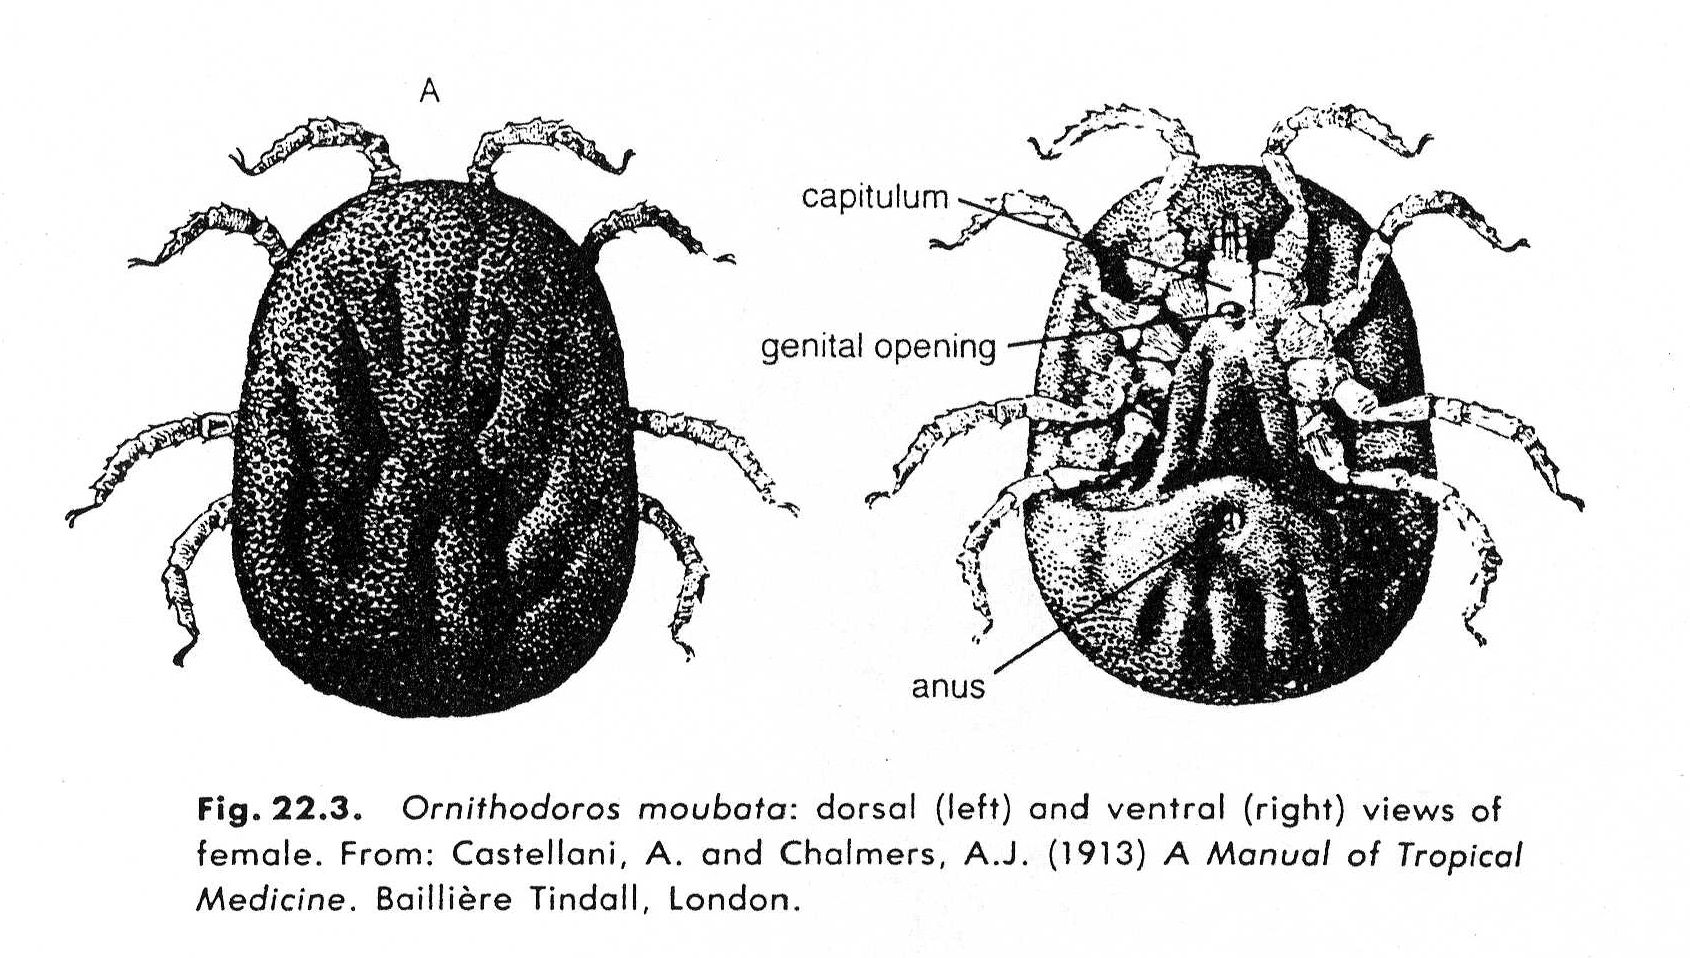 A
capitulum
genital opening
anus
Fig. 22.3. Ornithodoros moubata: dorsal (left) and ventral (right) views of
female. From: Castellani, A. and Chalmers, A.J. (1913) A Manual of Tropical
Medicine. Baillière Tindall, London.